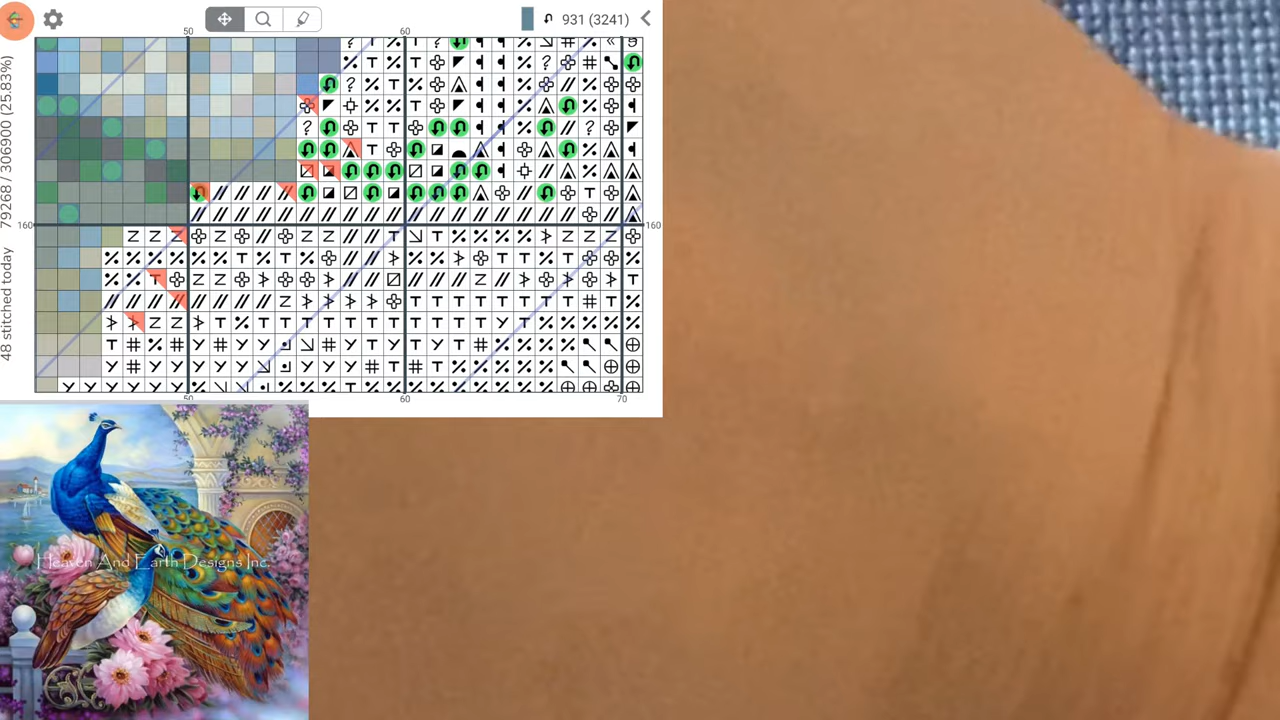 931 (3241)
50
60
79268 / 306900 (25.83%)
48 stitched today
160
160
50
60
70
Heaven And Earth Designs Inc.